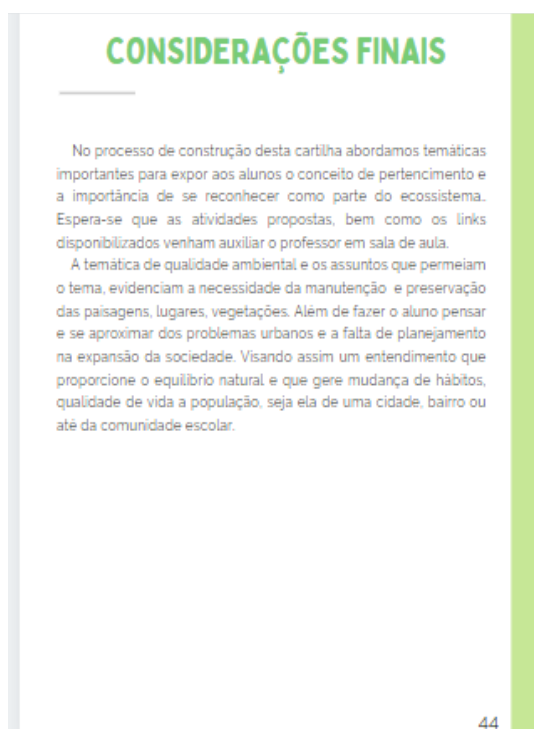 CONSIDERAÇÕES FINAIS
No processo de construção desta cartilha abordamos temáticas
importantes para expor aos alunos o conceito de pertencimento e
a importância de se reconhecer como parte do ecossistema..
Espera-se que as atividades propostas, bem como os links
disponibilizados venham auxiliar o professor em sala de aula.
A temática de qualidade ambiental e os assuntos que permeiam
o tema, evidenciam a necessidade da manutenção e preservação
das paisagens, lugares, vegetações. Além de fazer o aluno pensar
e se aproximar dos problemas urbanos e a falta de planejamento
na expansão da sociedade. Visando assim um entendimento que
proporcione o equilíbrio natural e que gere mudança de hábitos,
qualidade de vida a população, seja ela de uma cidade, bairro ou
até da comunidade escolar.
44